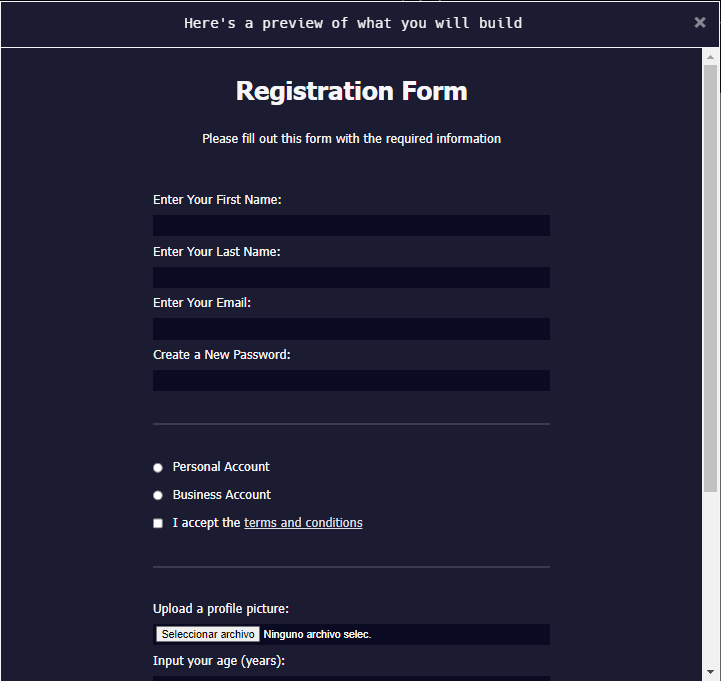 Here's a preview of what you will build
×
Registration Form
Please fill out this form with the required information
Enter Your First Name:
Enter Your Last Name:
Enter Your Email:
Create a New Password:
Personal Account
Business Account
I accept the terms and conditions
Upload a profile picture:
Seleccionar archivo Ninguno archivo selec.
Input your age (years):